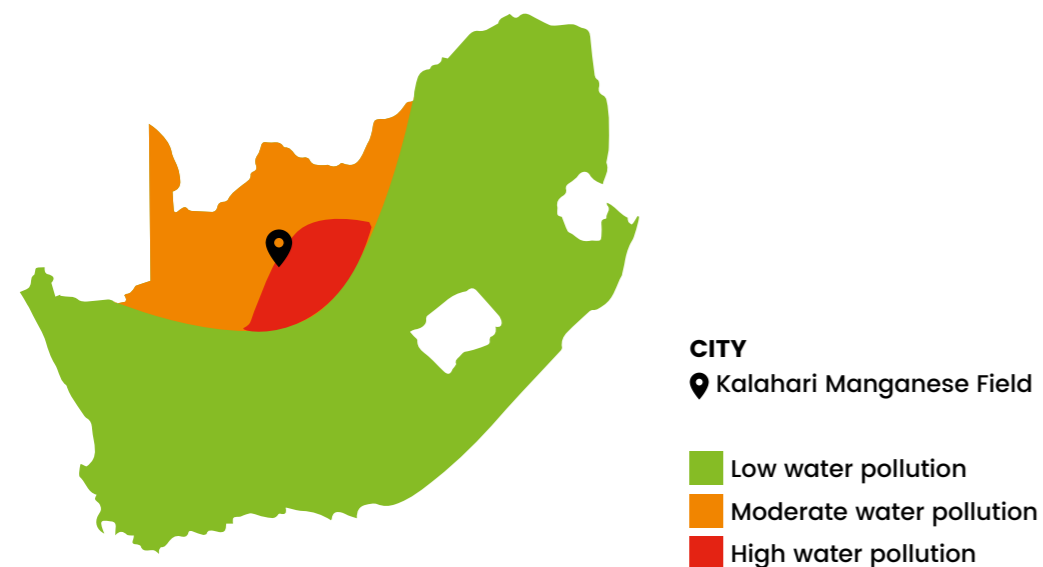 CITY
Kalahari Manganese Field
Low water pollution
Moderate water pollution
High water pollution